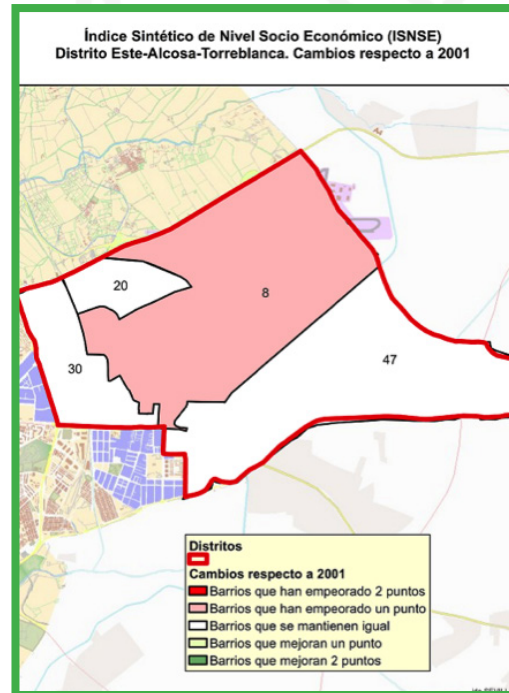 Índice Sintético de Nivel Socio Económico (ISNSE)
Distrito Este-Alcosa-Torreblanca. Cambios respecto a 2001
20
8
30
47
Distritos
Cambios respecto a 2001
Barrios que han empeorado 2 puntos
Barrios que han empeorado un punto
Barrios que se mantienen igual
Barrios que mejoran un punto
Barrios que mejoran 2 puntos